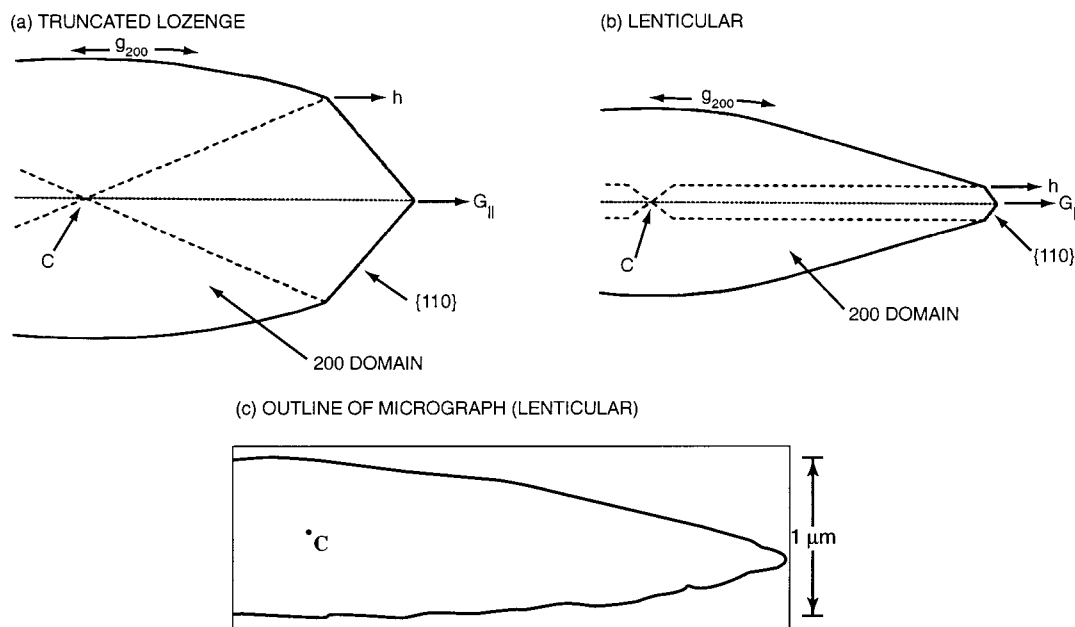 (a) TRUNCATED LOZENGE
g200
h
G||
C
{110}
200 DOMAIN
(b) LENTICULAR
g200
h
G|
C
{110}
200 DOMAIN
(c) OUTLINE OF MICROGRAPH (LENTICULAR)
C
1 μm